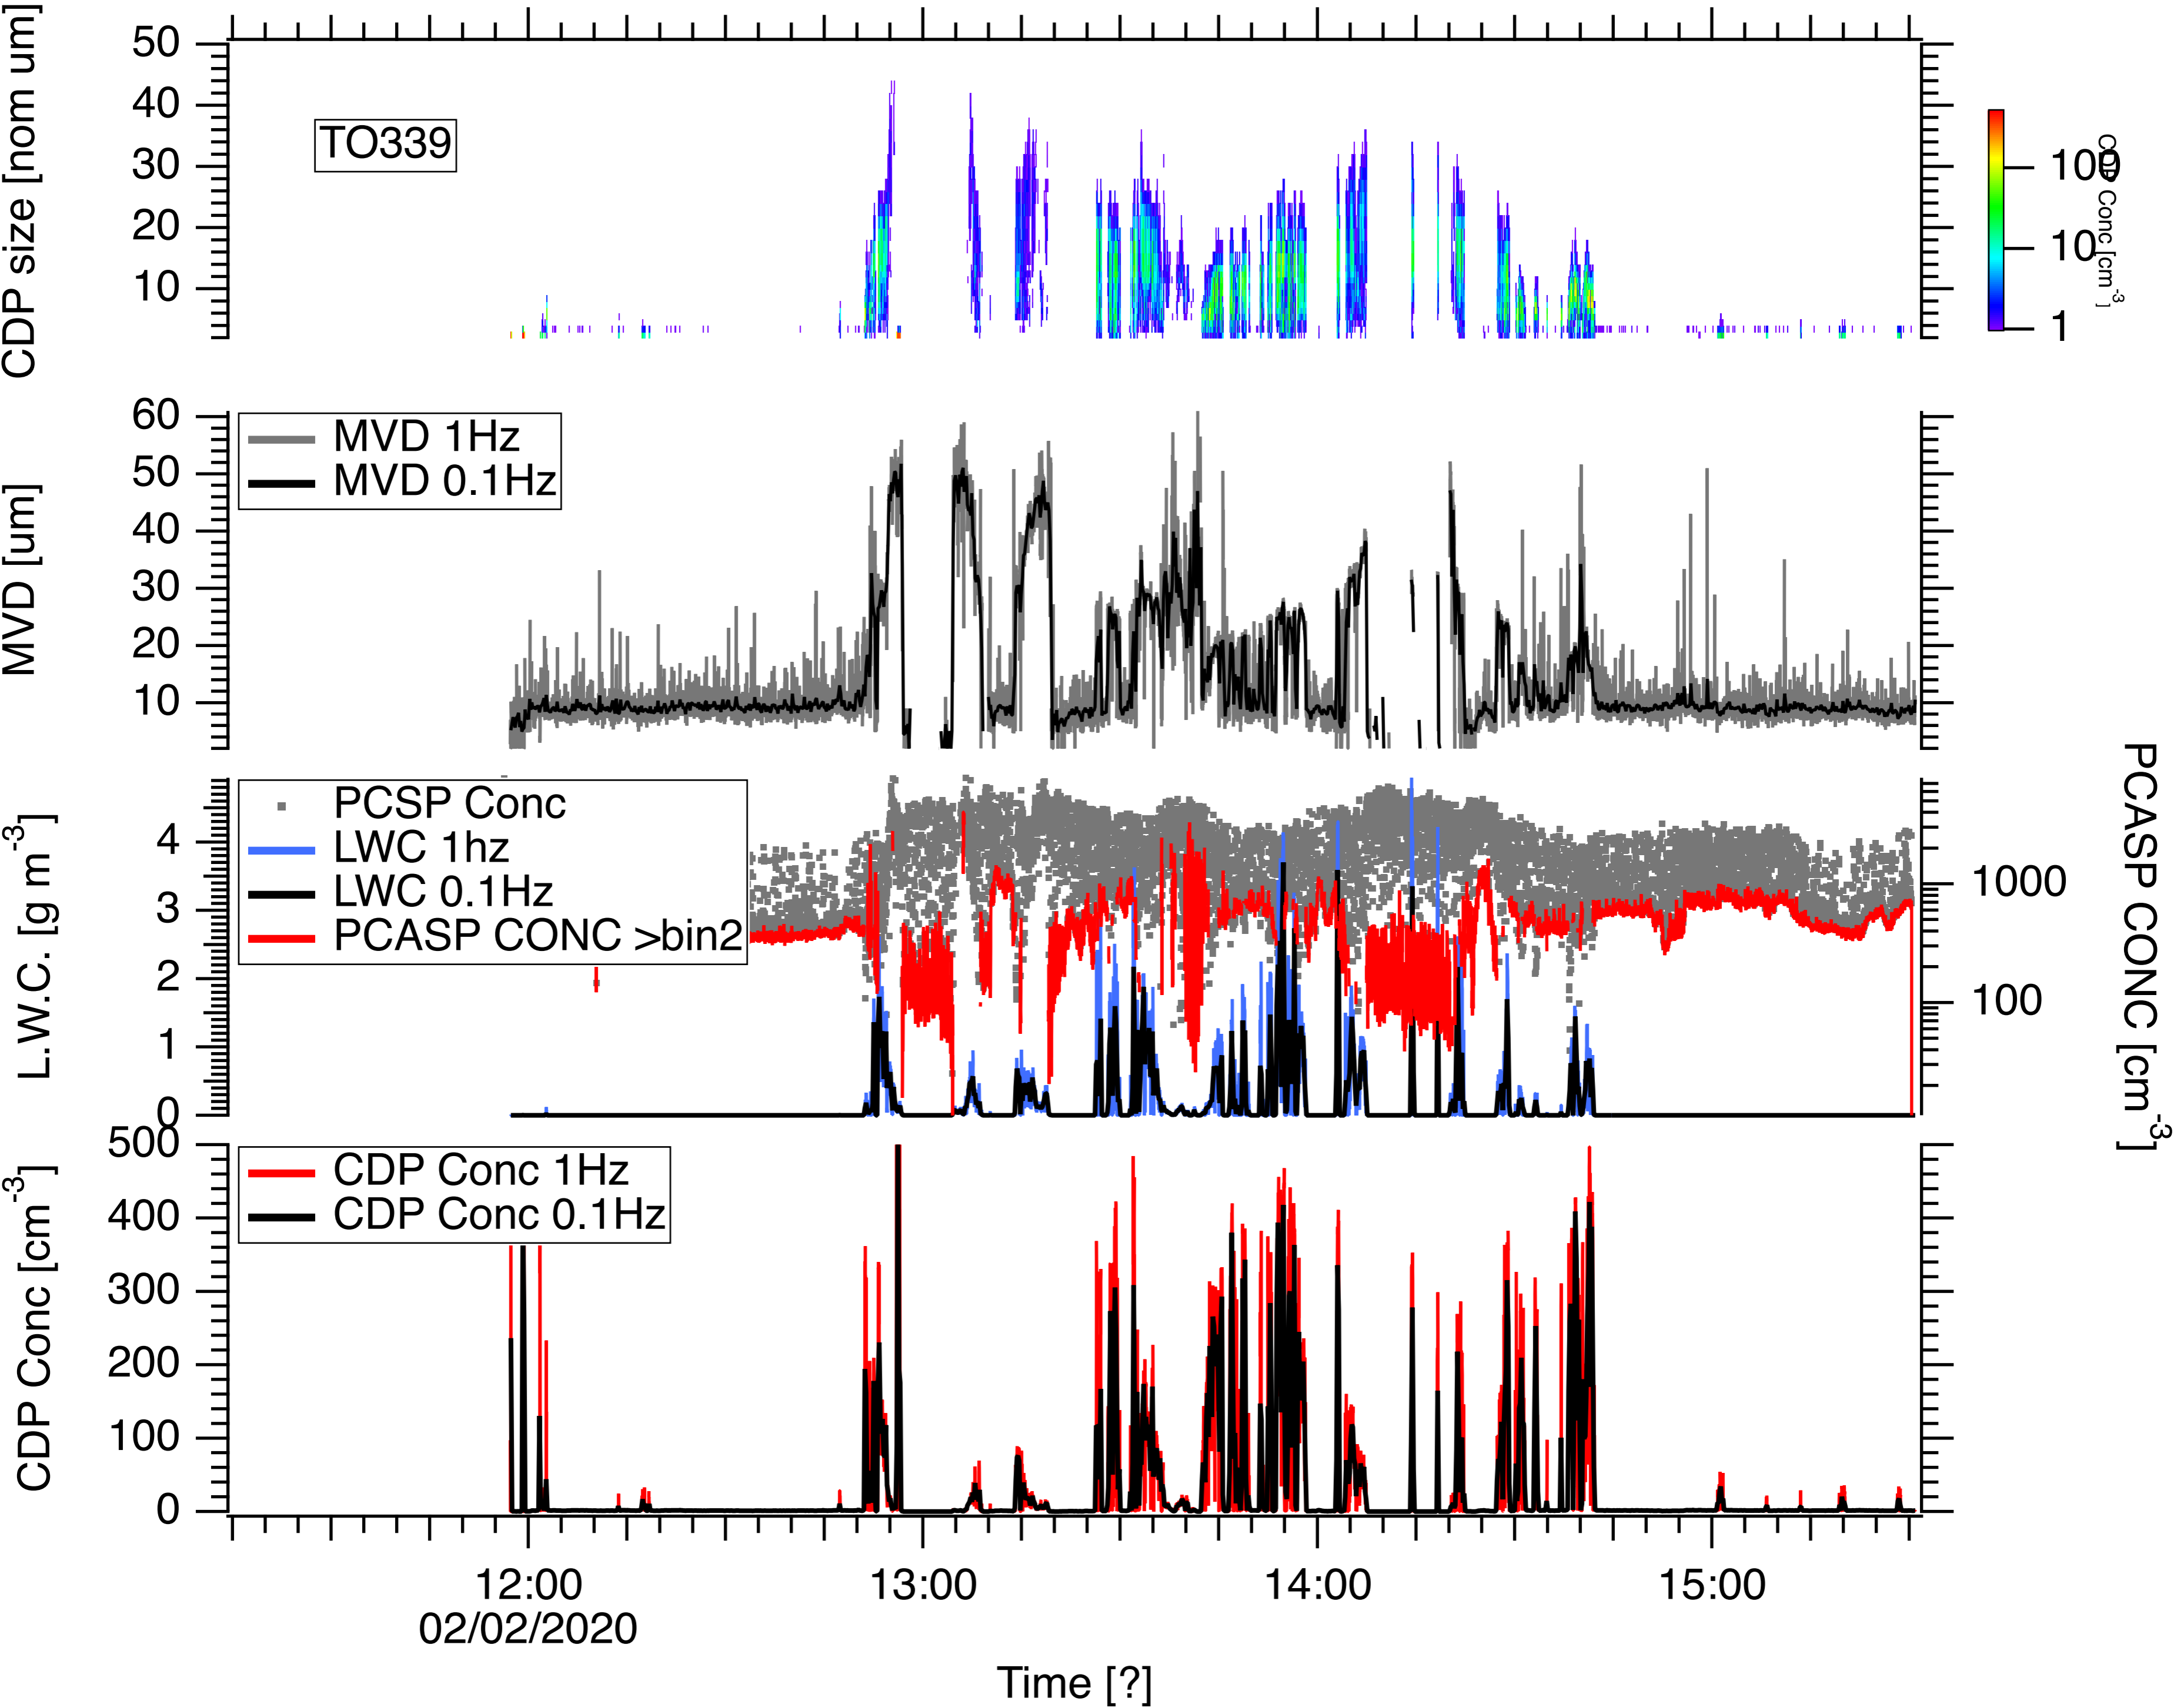 CDP size [nom um]
50
40
30
20
10
TO339
100
10
1
CDP Conc [cm-3]
MVD [um]
60
50
40
30
20
10
MVD 1Hz
MVD 0.1Hz
L.W.C. [g m-3]
4
3
2
1
0
PCSP Conc
LWC 1hz
LWC 0.1Hz
PCASP CONC >bin2
1000
100
PCASP CONC [cm-3]
CDP Conc [cm-3]
500
400
300
200
100
0
CDP Conc 1Hz
CDP Conc 0.1Hz
12:00
13:00
14:00
15:00
02/02/2020
Time [?]